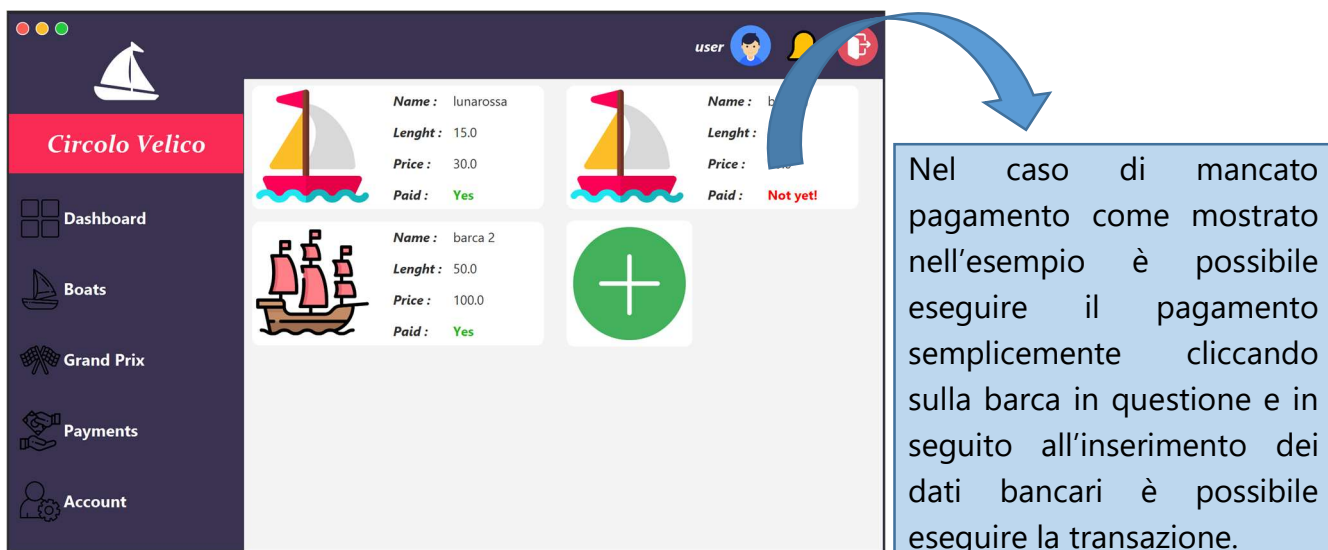 user
Circolo Velico
Dashboard
Boats
Grand Prix
Payments
Account
Name : lunarossa
Lenght : 15.0
Price : 30.0
Paid : Yes
Name :
Lenght :
Price :
Paid : Not yet!
Name : barca 2
Lenght : 50.0
Price : 100.0
Paid : Yes
Nel caso di mancato
pagamento come mostrato
nell’esempio è possibile
eseguire il pagamento
semplicemente cliccando
sulla barca in questione e in
seguito all’inserimento dei
dati bancari è possibile
eseguire la transazione.